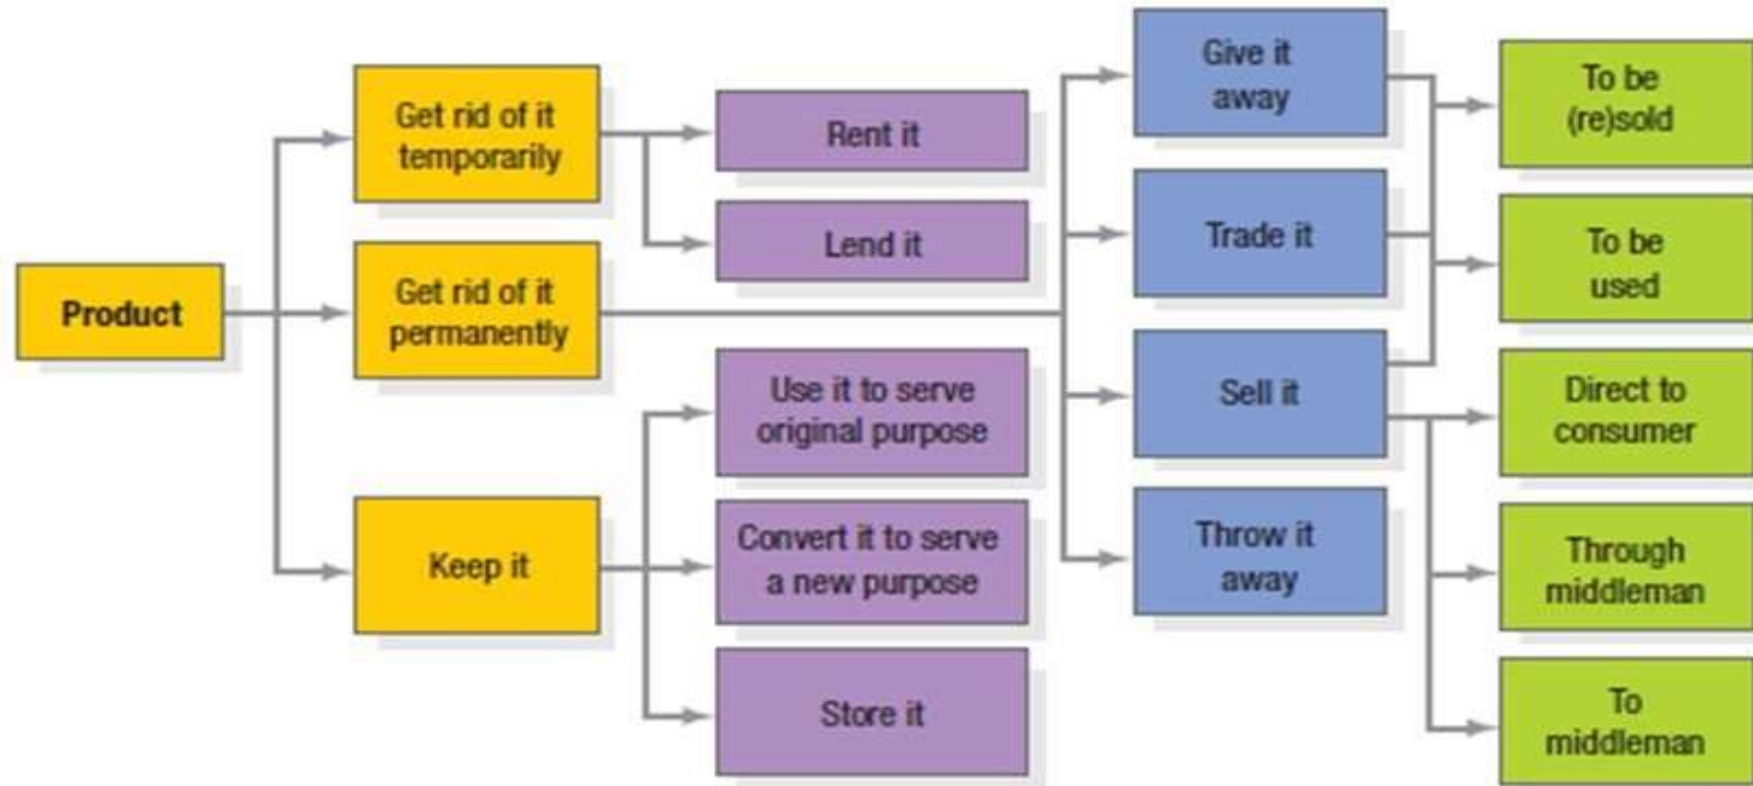 Product
Get rid of it
temporarily
Get rid of it
permanently
Keep it
Rent it
Lend it
Use it to serve
original purpose
Convert it to serve
a new purpose
Store it
Give it
away
Trade it
Sell it
Throw it
away
To be
(re)sold
To be
used
Direct to
consumer
Through
middleman
To
middleman